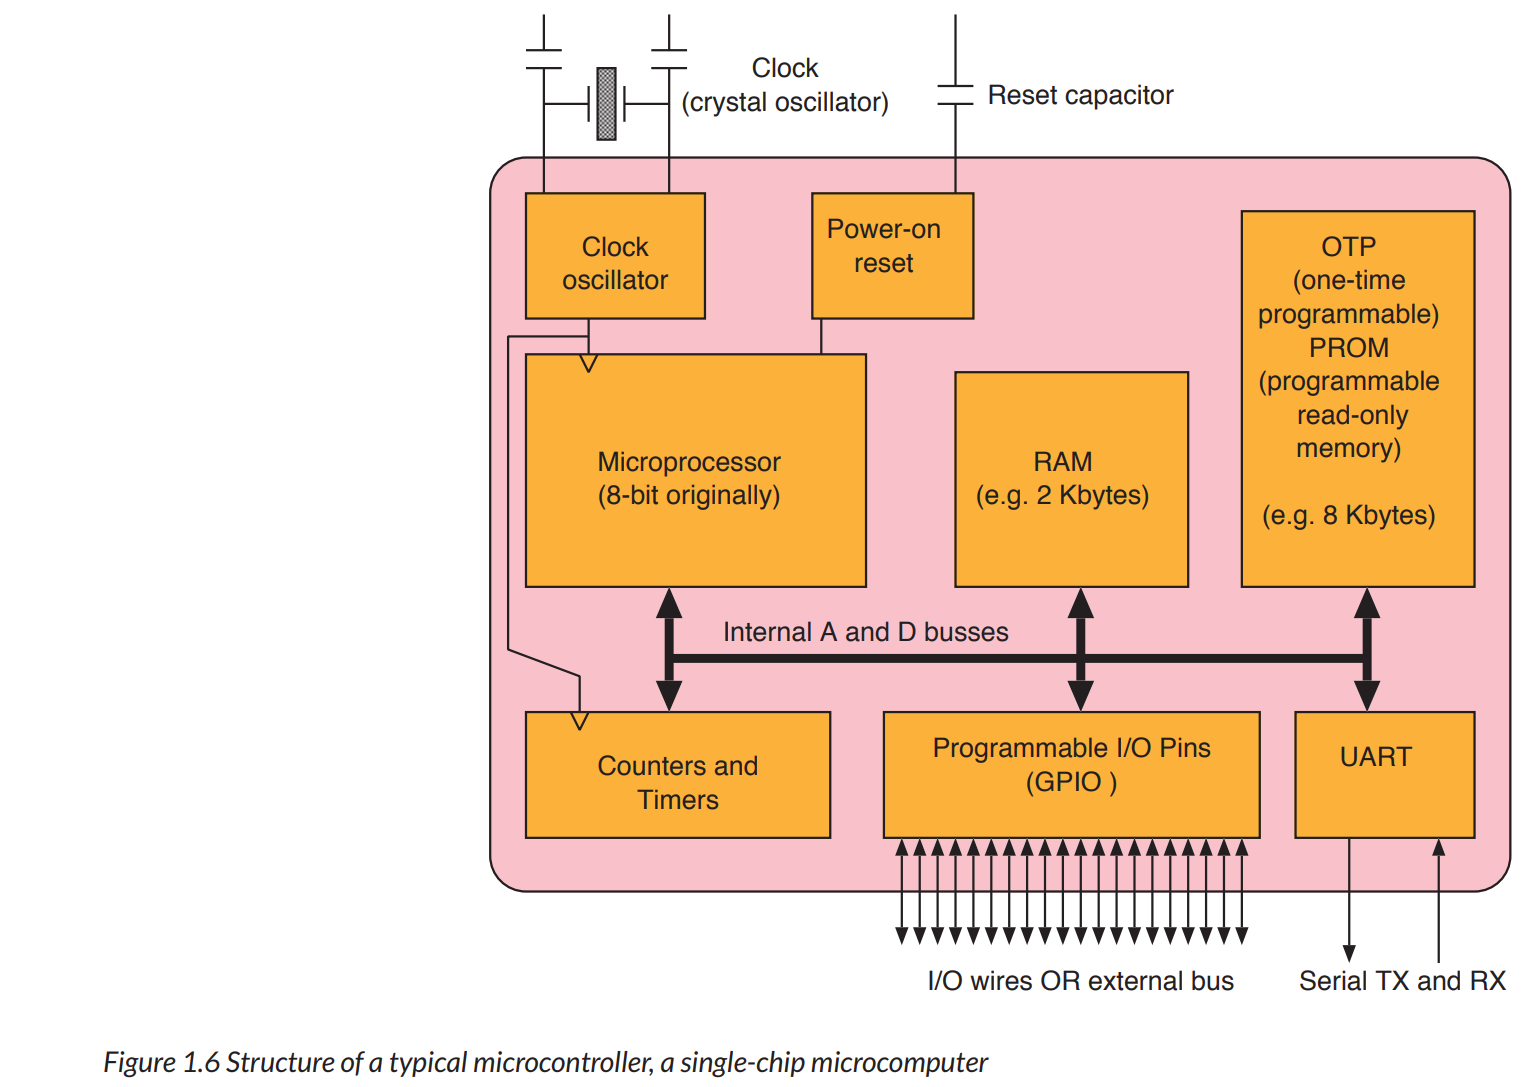 Clock
(crystal oscillator)
Reset capacitor
Clock
oscillator
Power-on
reset
OTP
(one-time
programmable)
PROM
(programmable
read-only
memory)
(e.g. 8 Kbytes)
Microprocessor
(8-bit originally)
RAM
(e.g. 2 Kbytes)
Internal A and D busses
Counters and
Timers
Programmable I/O Pins
(GPIO )
UART
I/O wires OR external bus
Serial TX and RX
Figure 1.6 Structure of a typical microcontroller, a single-chip microcomputer